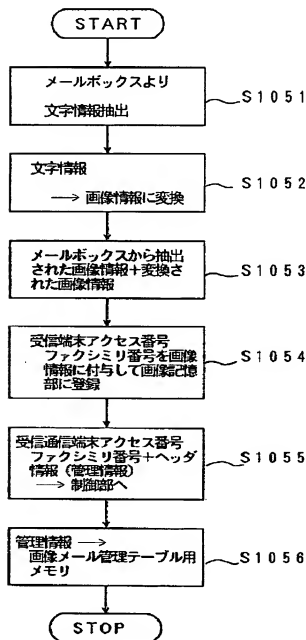 START
メールボックスより
文字情報抽出
S1051
文字情報
→ 画像情報に変換
S1052
メールボックスから抽出
された画像情報+変換さ
れた画像情報
S1053
受信端末アクセス番号
ファクシミリ番号を画像
情報に付与して画像記憶
部に登録
S1054
受信通信端末アクセス番号
ファクシミリ番号+ヘッダ
情報(管理情報)
→ 制御部へ
S1055
管理情報 →
画像メール管理テーブル用
メモリ
S1056
STOP